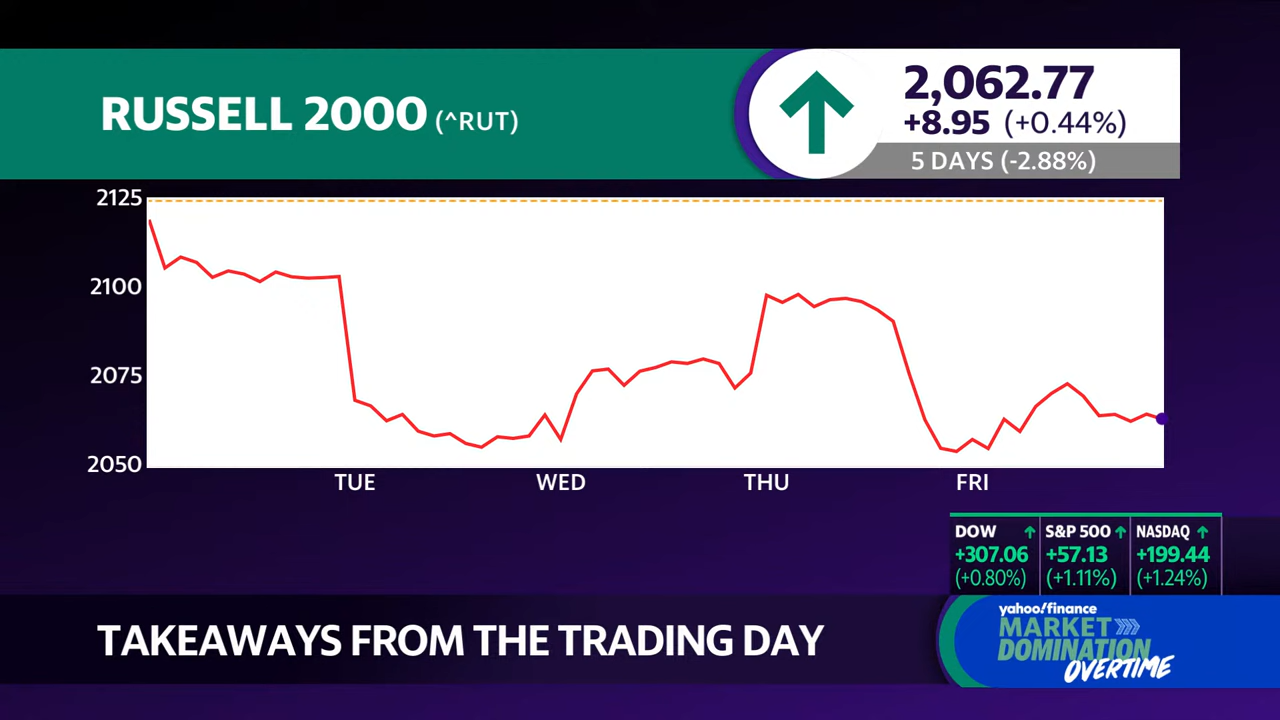 RUSSELL 2000 (^RUT)
2,062.77
+8.95 (+0.44%)
5 DAYS (-2.88%)
2125
2100
2075
2050
TUE WED THU FRI
DOW S&P 500 NASDAQ
+307.06 +57.13 +199.44
(+0.80%) (+1.11%) (+1.24%)
TAKEAWAYS FROM THE TRADING DAY
yahoo!finance
MARKET
DOMINATION
OVERTIME